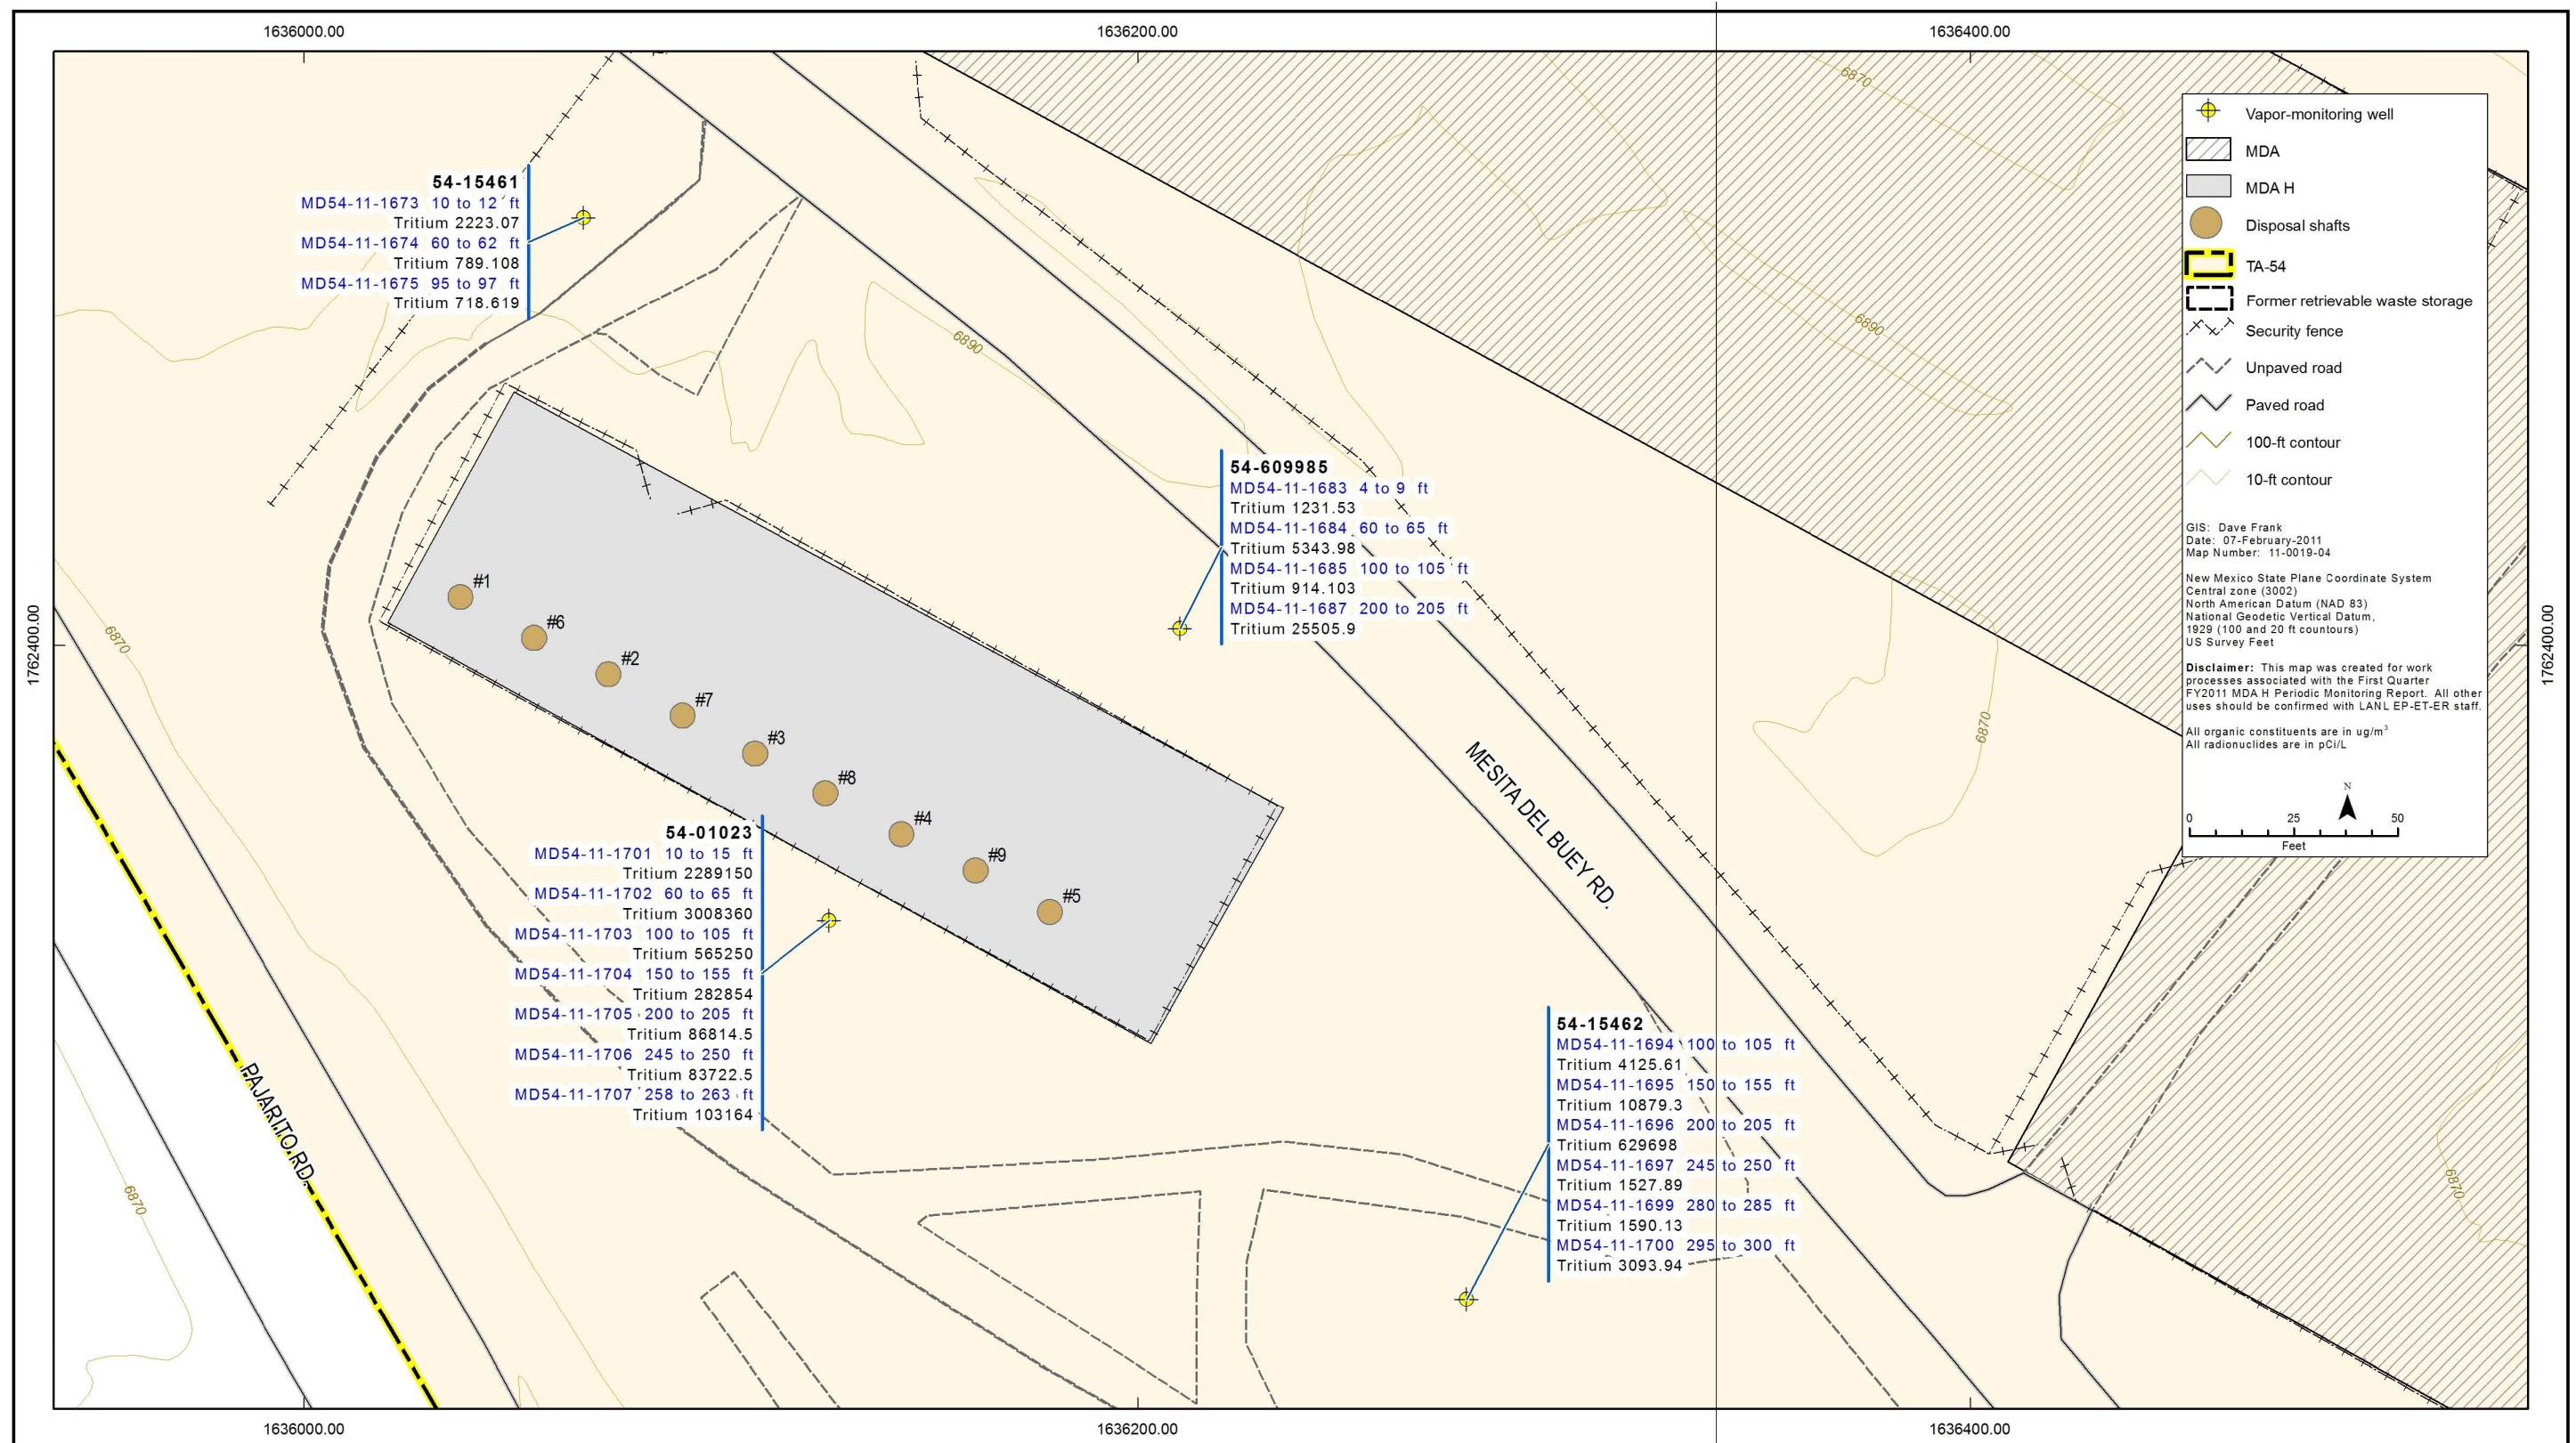 1636000.00
1636200.00
1636400.00
6870
6890
6890
54-15461
MD54-11-1673 10 to 12 ft
Tritium 2223.07
MD54-11-1674 60 to 62 ft
Tritium 789.108
MD54-11-1675 95 to 97 ft
Tritium 718.619
54-609985
MD54-11-1683 4 to 9 ft
Tritium 1231.53
MD54-11-1684 60 to 65 ft
Tritium 5343.98
MD54-11-1685 100 to 105 ft
Tritium 914.103
MD54-11-1687 200 to 205 ft
Tritium 25505.9
1762400.00
6870
#1
#6
#2
#7
#3
#8
#4
#9
#5
MESITA DEL BUEY RD.
6870
54-01023
MD54-11-1701 10 to 15 ft
Tritium 2289150
MD54-11-1702 60 to 65 ft
Tritium 3008360
MD54-11-1703 100 to 105 ft
Tritium 565250
MD54-11-1704 150 to 155 ft
Tritium 282854
MD54-11-1705 200 to 205 ft
Tritium 86814.5
MD54-11-1706 245 to 250 ft
Tritium 83722.5
MD54-11-1707 258 to 263 ft
Tritium 103164
54-15462
MD54-11-1694 100 to 105 ft
Tritium 4125.61
MD54-11-1695 150 to 155 ft
Tritium 10879.3
MD54-11-1696 200 to 205 ft
Tritium 629698
MD54-11-1697 245 to 250 ft
Tritium 1527.89
MD54-11-1699 280 to 285 ft
Tritium 1590.13
MD54-11-1700 295 to 300 ft
Tritium 3093.94
PAJARITO RD.
6870
6870
Vapor-monitoring well
MDA
MDA H
Disposal shafts
TA-54
Former retrievable waste storage
Security fence
Unpaved road
Paved road
100-ft contour
10-ft contour
GIS: Dave Frank
Date: 07-February-2011
Map Number: 11-0019-04
New Mexico State Plane Coordinate System
Central zone (3002)
North American Datum (NAD 83)
National Geodetic Vertical Datum,
1929 (100 and 20 ft countours)
US Survey Feet
Disclaimer: This map was created for work
processes associated with the First Quarter
FY2011 MDA H Periodic Monitoring Report. All other
uses should be confirmed with LANL EP-ET-ER staff.
All organic constituents are in ug/m³
All radionuclides are in pCi/L
N
0 25 50
Feet
1762400.00
1636000.00
1636200.00
1636400.00